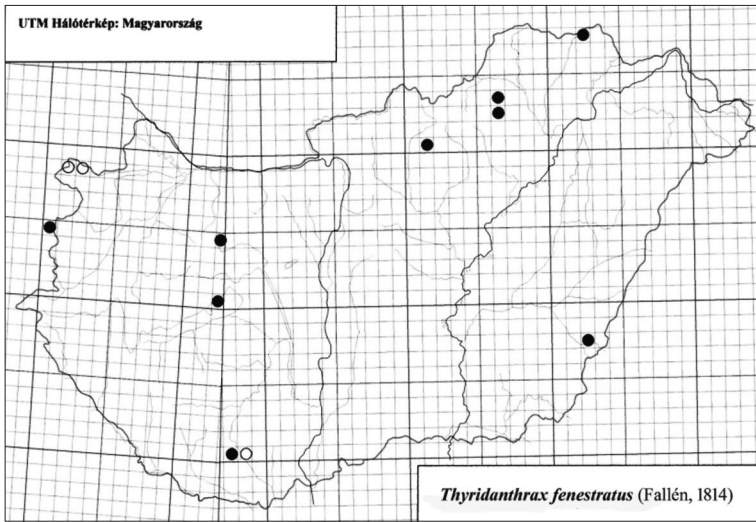 UTM Hálótérkép: Magyarország
Thyridanthrax fenestratus (Fallén, 1814)